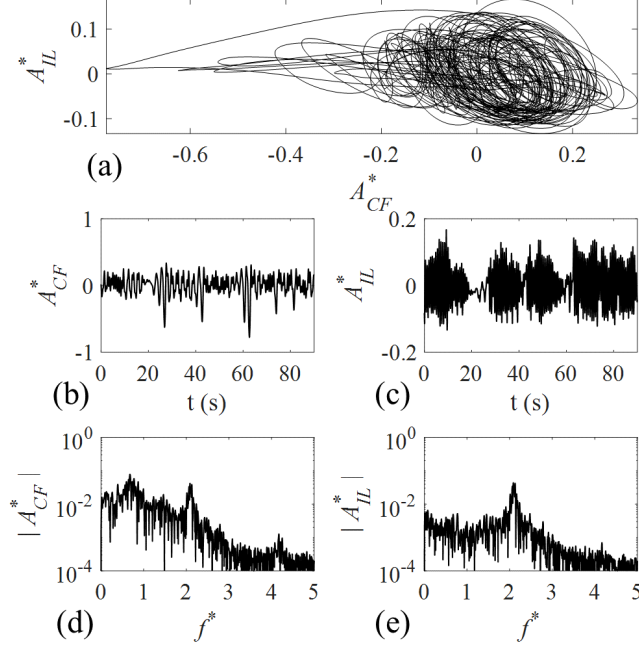 0.1
0
-0.1
A*IL
-0.6 -0.4 -0.2 0 0.2
(a)
A*CF
1
0
-1
A*CF
0 20 40 60 80
(b)
t (s)
0.2
0
-0.2
A*IL
0 20 40 60 80
(c)
t (s)
10^0
10^-2
10^-4
|A*CF|
0 1 2 3 4 5
(d)
f*
10^0
10^-2
10^-4
|A*IL|
0 1 2 3 4 5
(e)
f*